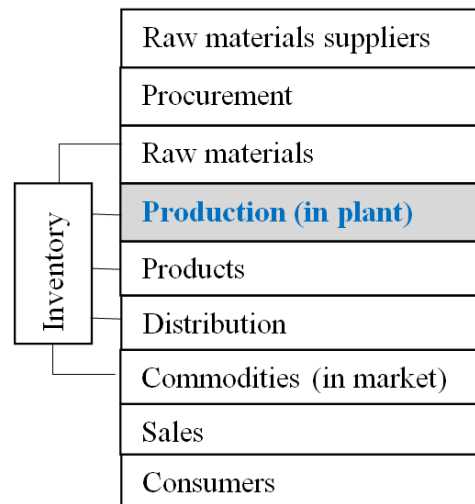 Raw materials suppliers
Procurement
Raw materials
Production (in plant)
Products
Distribution
Commodities (in market)
Sales
Consumers
Inventory